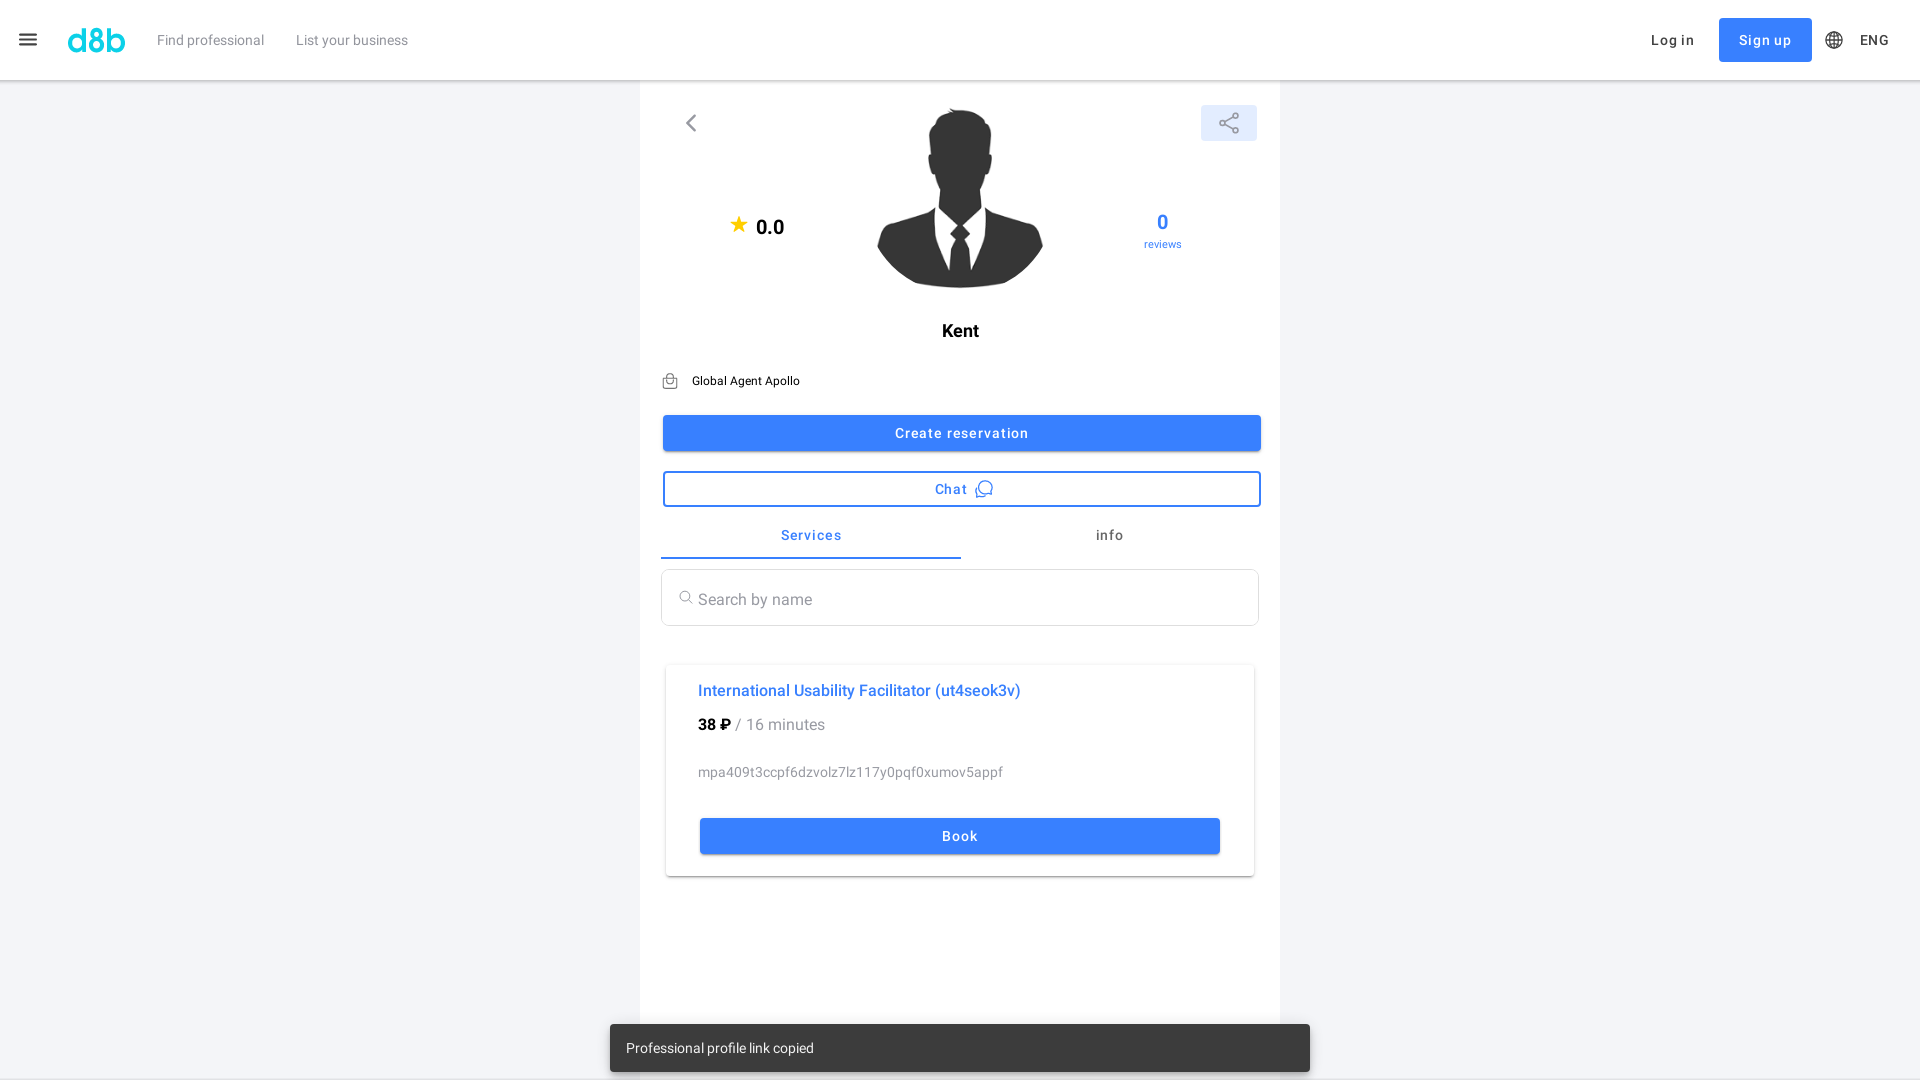 d8b
Find professional
List your business
Log in
Sign up
ENG
0.0
0
reviews
Kent
Global Agent Apollo
Create reservation
Chat
Services
info
Search by name
International Usability Facilitator (ut4seok3v)
38 ₽ / 16 minutes
mpa409t3ccpf6dzvolz7lz117y0pqf0xumov5appf
Book
Professional profile link copied